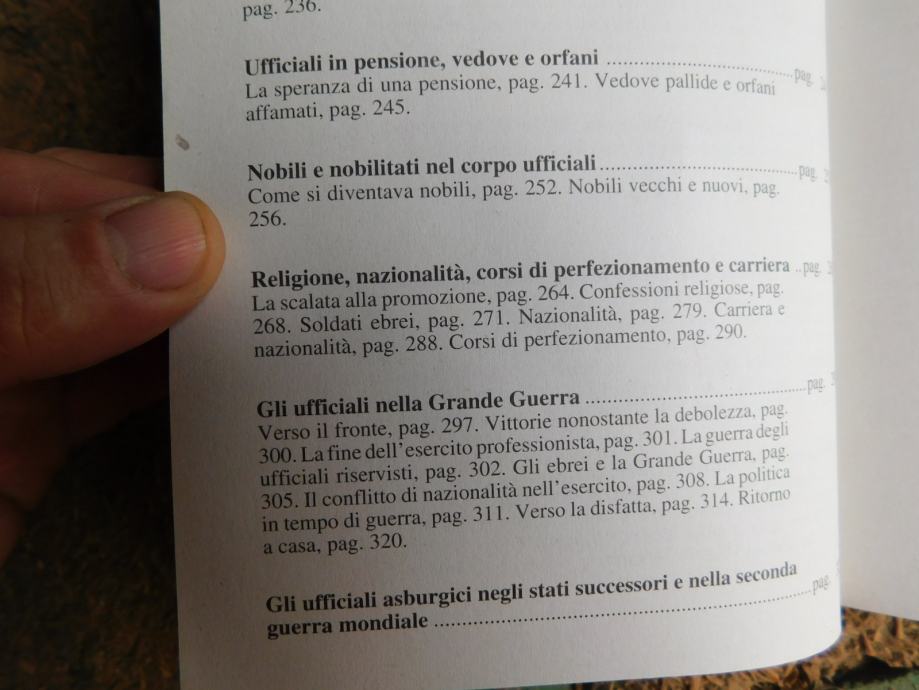 pag. 236.
Ufficiali in pensione, vedove e orfani ........................................pag.
La speranza di una pensione, pag. 241. Vedove pallide e orfani
affamati, pag. 245.
Nobili e nobilitati nel corpo ufficiali ..........................................pag.
Come si diventava nobili, pag. 252. Nobili vecchi e nuovi, pag.
256.
Religione, nazionalità, corsi di perfezionamento e carriera ..pag.
La scalata alla promozione, pag. 264. Confessioni religiose, pag.
268. Soldati ebrei, pag. 271. Nazionalità, pag. 279. Carriera e
nazionalità, pag. 288. Corsi di perfezionamento, pag. 290.
Gli ufficiali nella Grande Guerra ...............................................pag.
Verso il fronte, pag. 297. Vittorie nonostante la debolezza, pag.
300. La fine dell'esercito professionista, pag. 301. La guerra degli
ufficiali riservisti, pag. 302. Gli ebrei e la Grande Guerra, pag.
305. Il conflitto di nazionalità nell'esercito, pag. 308. La politica
in tempo di guerra, pag. 311. Verso la disfatta, pag. 314. Ritorno
a casa, pag. 320.
Gli ufficiali asburgici negli stati successori e nella seconda
guerra mondiale ........................................................................pag.